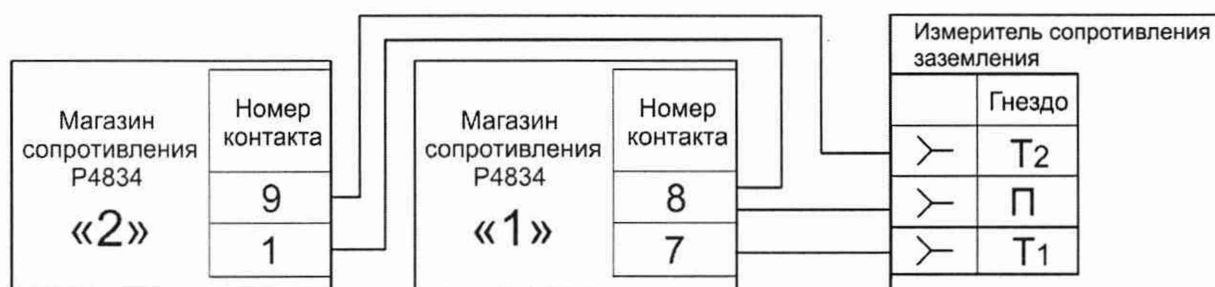 Магазин
сопротивления
Р4834
«2»
Номер
контакта
9
1
Магазин
сопротивления
Р4834
«1»
Номер
контакта
8
7
Измеритель сопротивления
заземления
Гнездо
Т2
П
Т1